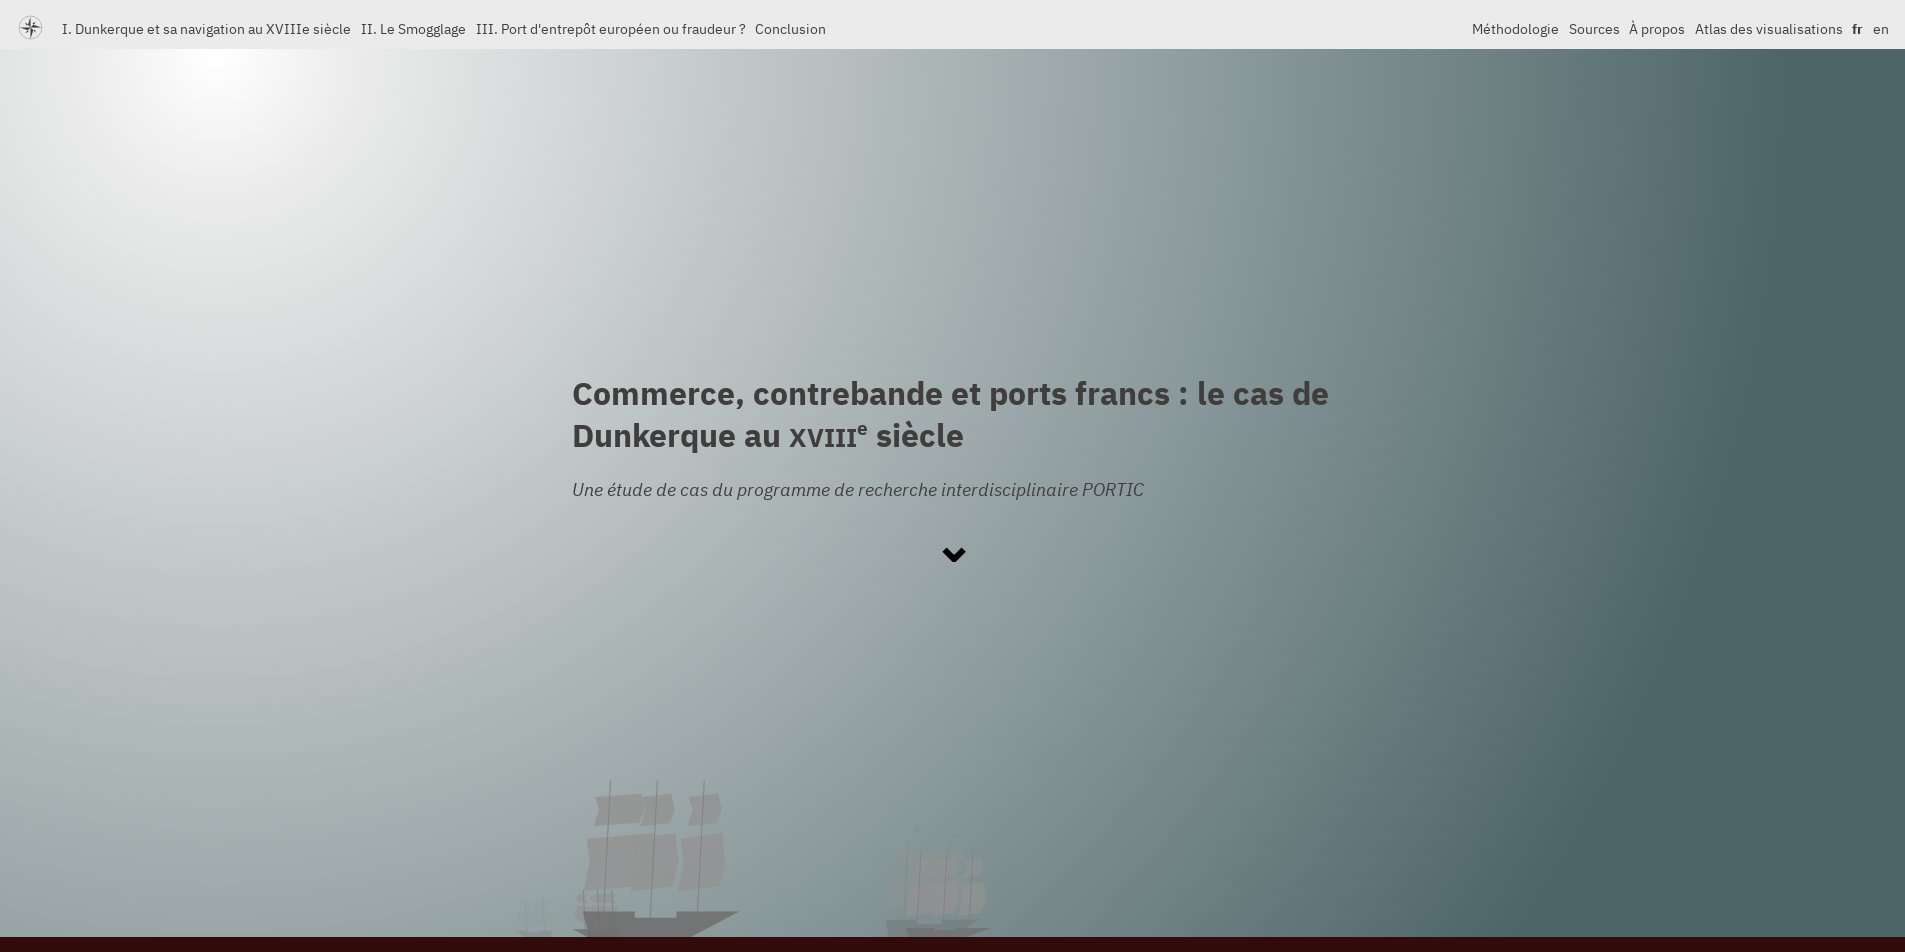 I. Dunkerque et sa navigation au XVIIIe siècle II. Le Smogglage III. Port d'entrepôt européen ou fraudeur ? Conclusion Méthodologie Sources À propos Atlas des visualisations fr en
Commerce, contrebande et ports francs : le cas de
Dunkerque au XVIIIe siècle
Une étude de cas du programme de recherche interdisciplinaire PORTIC